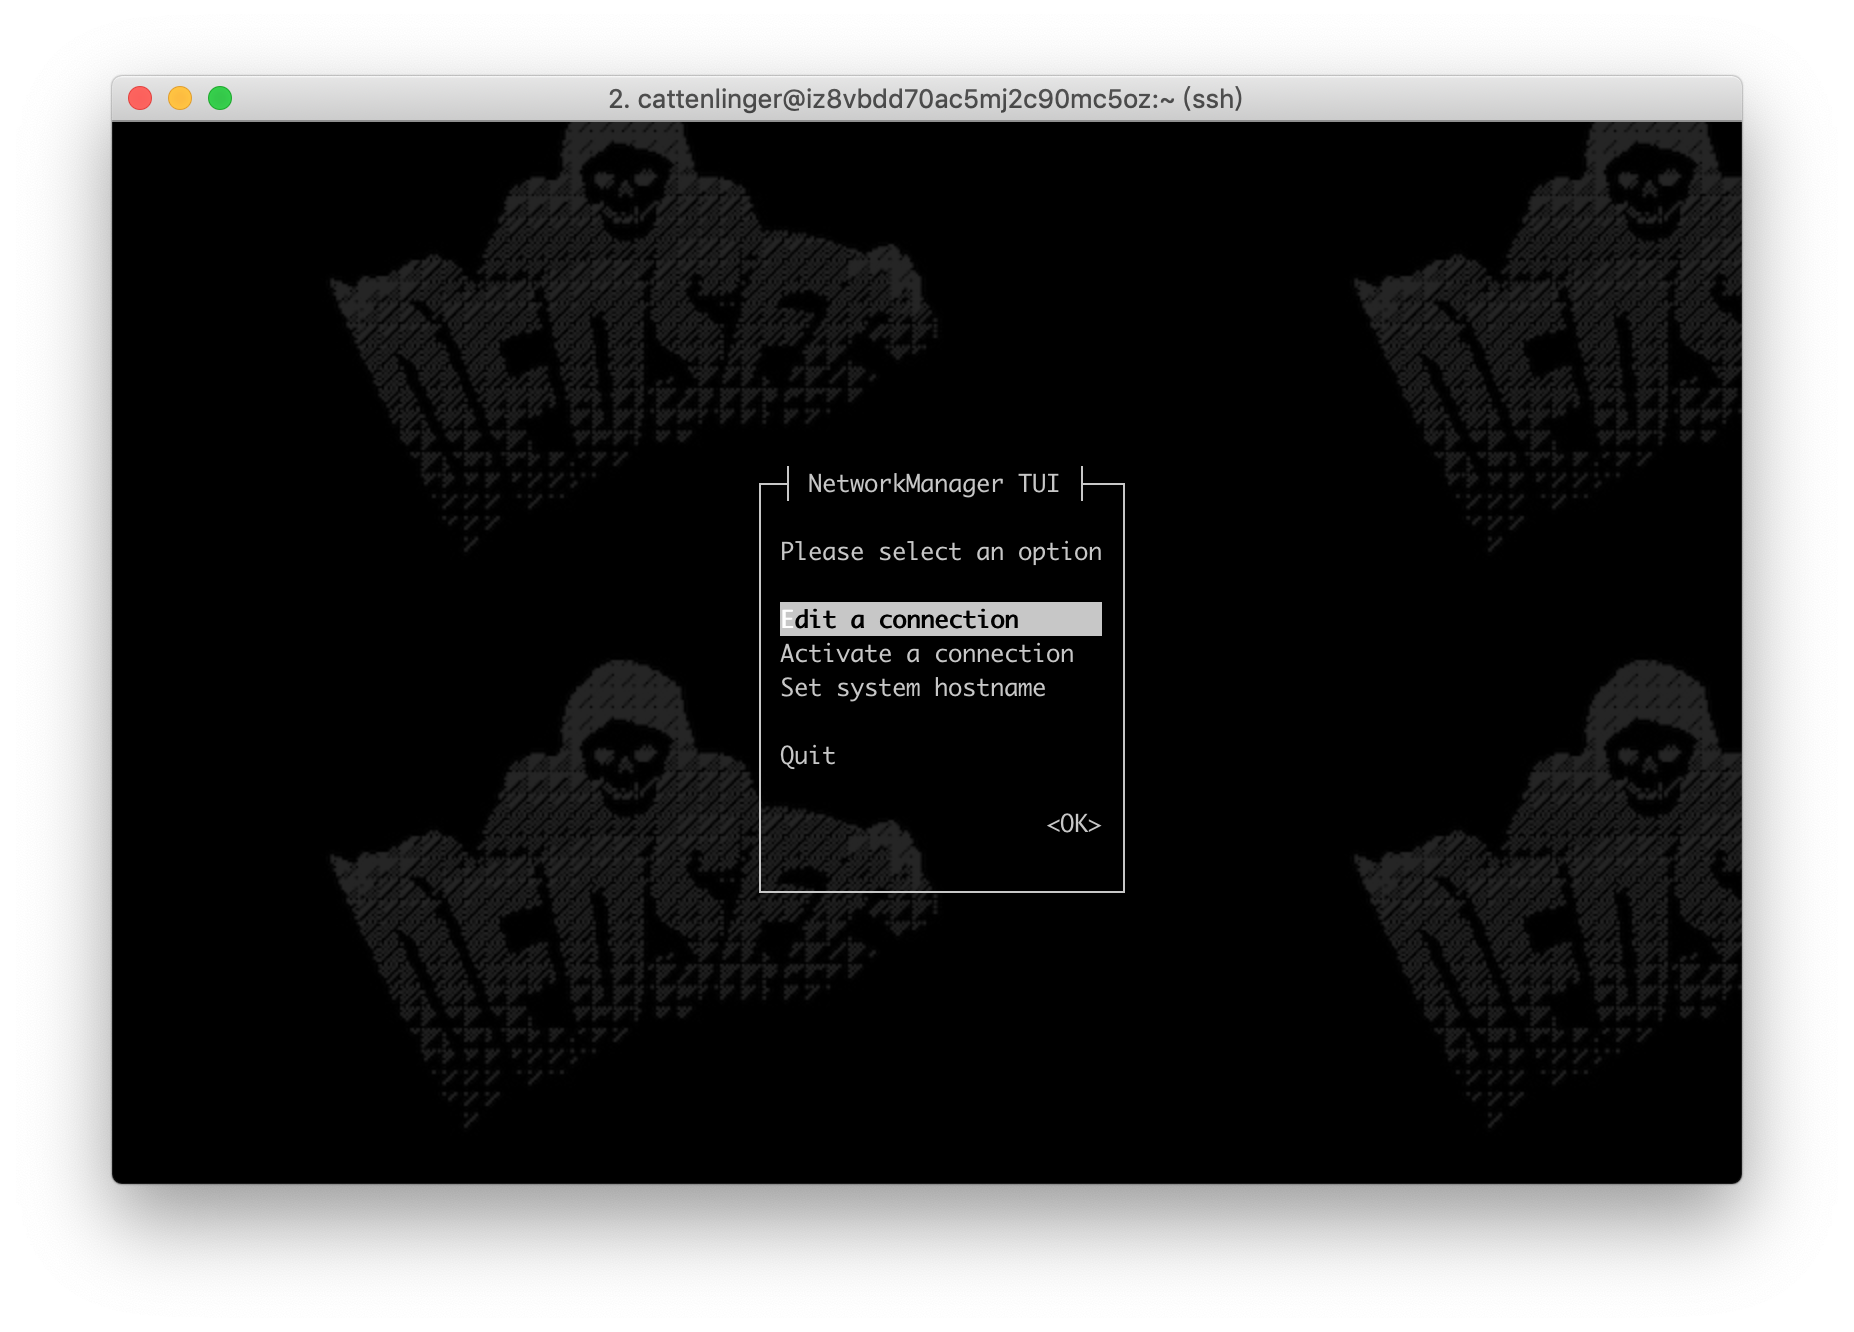 2. cattenlinger@iz8vbdd70ac5mj2c90mc5oz:~ (ssh)
NetworkManager TUI
Please select an option
Edit a connection
Activate a connection
Set system hostname
Quit
<OK>